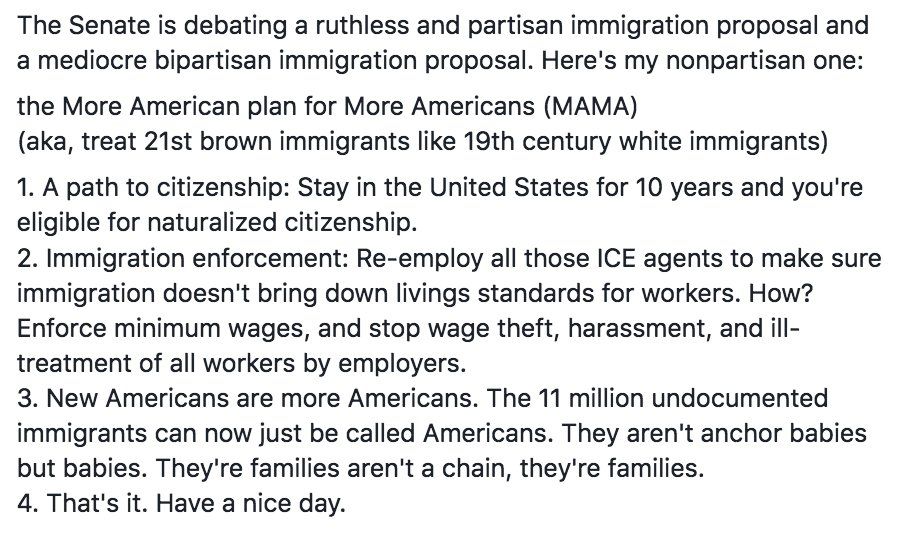 The Senate is debating a ruthless and partisan immigration proposal and
a mediocre bipartisan immigration proposal. Here's my nonpartisan one:
the More American plan for More Americans (MAMA)
(aka, treat 21st brown immigrants like 19th century white immigrants)
1. A path to citizenship: Stay in the United States for 10 years and you're
eligible for naturalized citizenship.
2. Immigration enforcement: Re-employ all those ICE agents to make sure
immigration doesn't bring down livings standards for workers. How?
Enforce minimum wages, and stop wage theft, harassment, and ill-
treatment of all workers by employers.
3. New Americans are more Americans. The 11 million undocumented
immigrants can now just be called Americans. They aren't anchor babies
but babies. They're families aren't a chain, they're families.
4. That's it. Have a nice day.